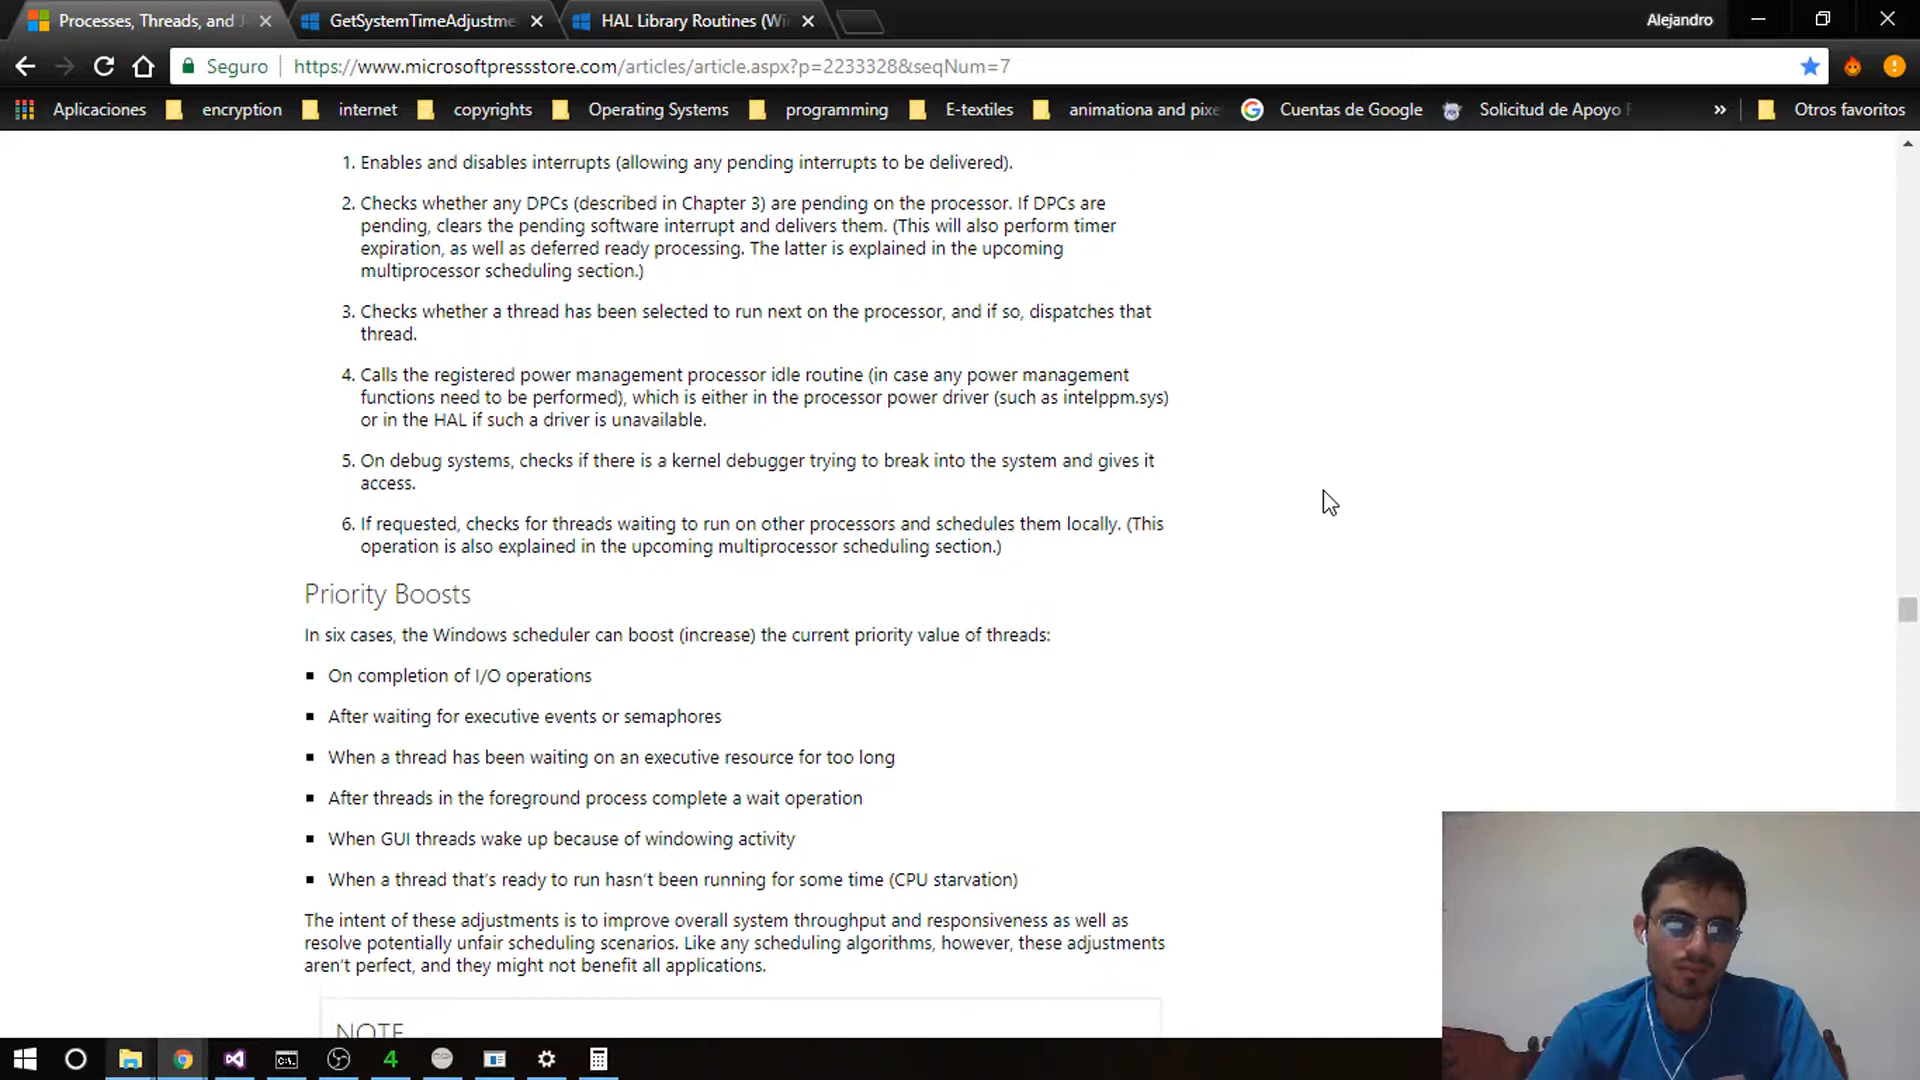 Processes, Threads, and J
GetSystemTimeAdjustme
HAL Library Routines (Wi
Alejandro
Seguro
https://www.microsoftpressstore.com/articles/article.aspx?p=2233328&seqNum=7
Aplicaciones
encryption
internet
copyrights
Operating Systems
programming
E-textiles
animationa and pixe
Cuentas de Google
Solicitud de Apoyo
»
Otros favoritos
1. Enables and disables interrupts (allowing any pending interrupts to be delivered).
2. Checks whether any DPCs (described in Chapter 3) are pending on the processor. If DPCs are
pending, clears the pending software interrupt and delivers them. (This will also perform timer
expiration, as well as deferred ready processing. The latter is explained in the upcoming
multiprocessor scheduling section.)
3. Checks whether a thread has been selected to run next on the processor, and if so, dispatches that
thread.
4. Calls the registered power management processor idle routine (in case any power management
functions need to be performed), which is either in the processor power driver (such as intelppm.sys)
or in the HAL if such a driver is unavailable.
5. On debug systems, checks if there is a kernel debugger trying to break into the system and gives it
access.
6. If requested, checks for threads waiting to run on other processors and schedules them locally. (This
operation is also explained in the upcoming multiprocessor scheduling section.)
Priority Boosts
In six cases, the Windows scheduler can boost (increase) the current priority value of threads:
■ On completion of I/O operations
■ After waiting for executive events or semaphores
■ When a thread has been waiting on an executive resource for too long
■ After threads in the foreground process complete a wait operation
■ When GUI threads wake up because of windowing activity
■ When a thread that's ready to run hasn't been running for some time (CPU starvation)
The intent of these adjustments is to improve overall system throughput and responsiveness as well as
resolve potentially unfair scheduling scenarios. Like any scheduling algorithms, however, these adjustments
aren't perfect, and they might not benefit all applications.
NOTE
4